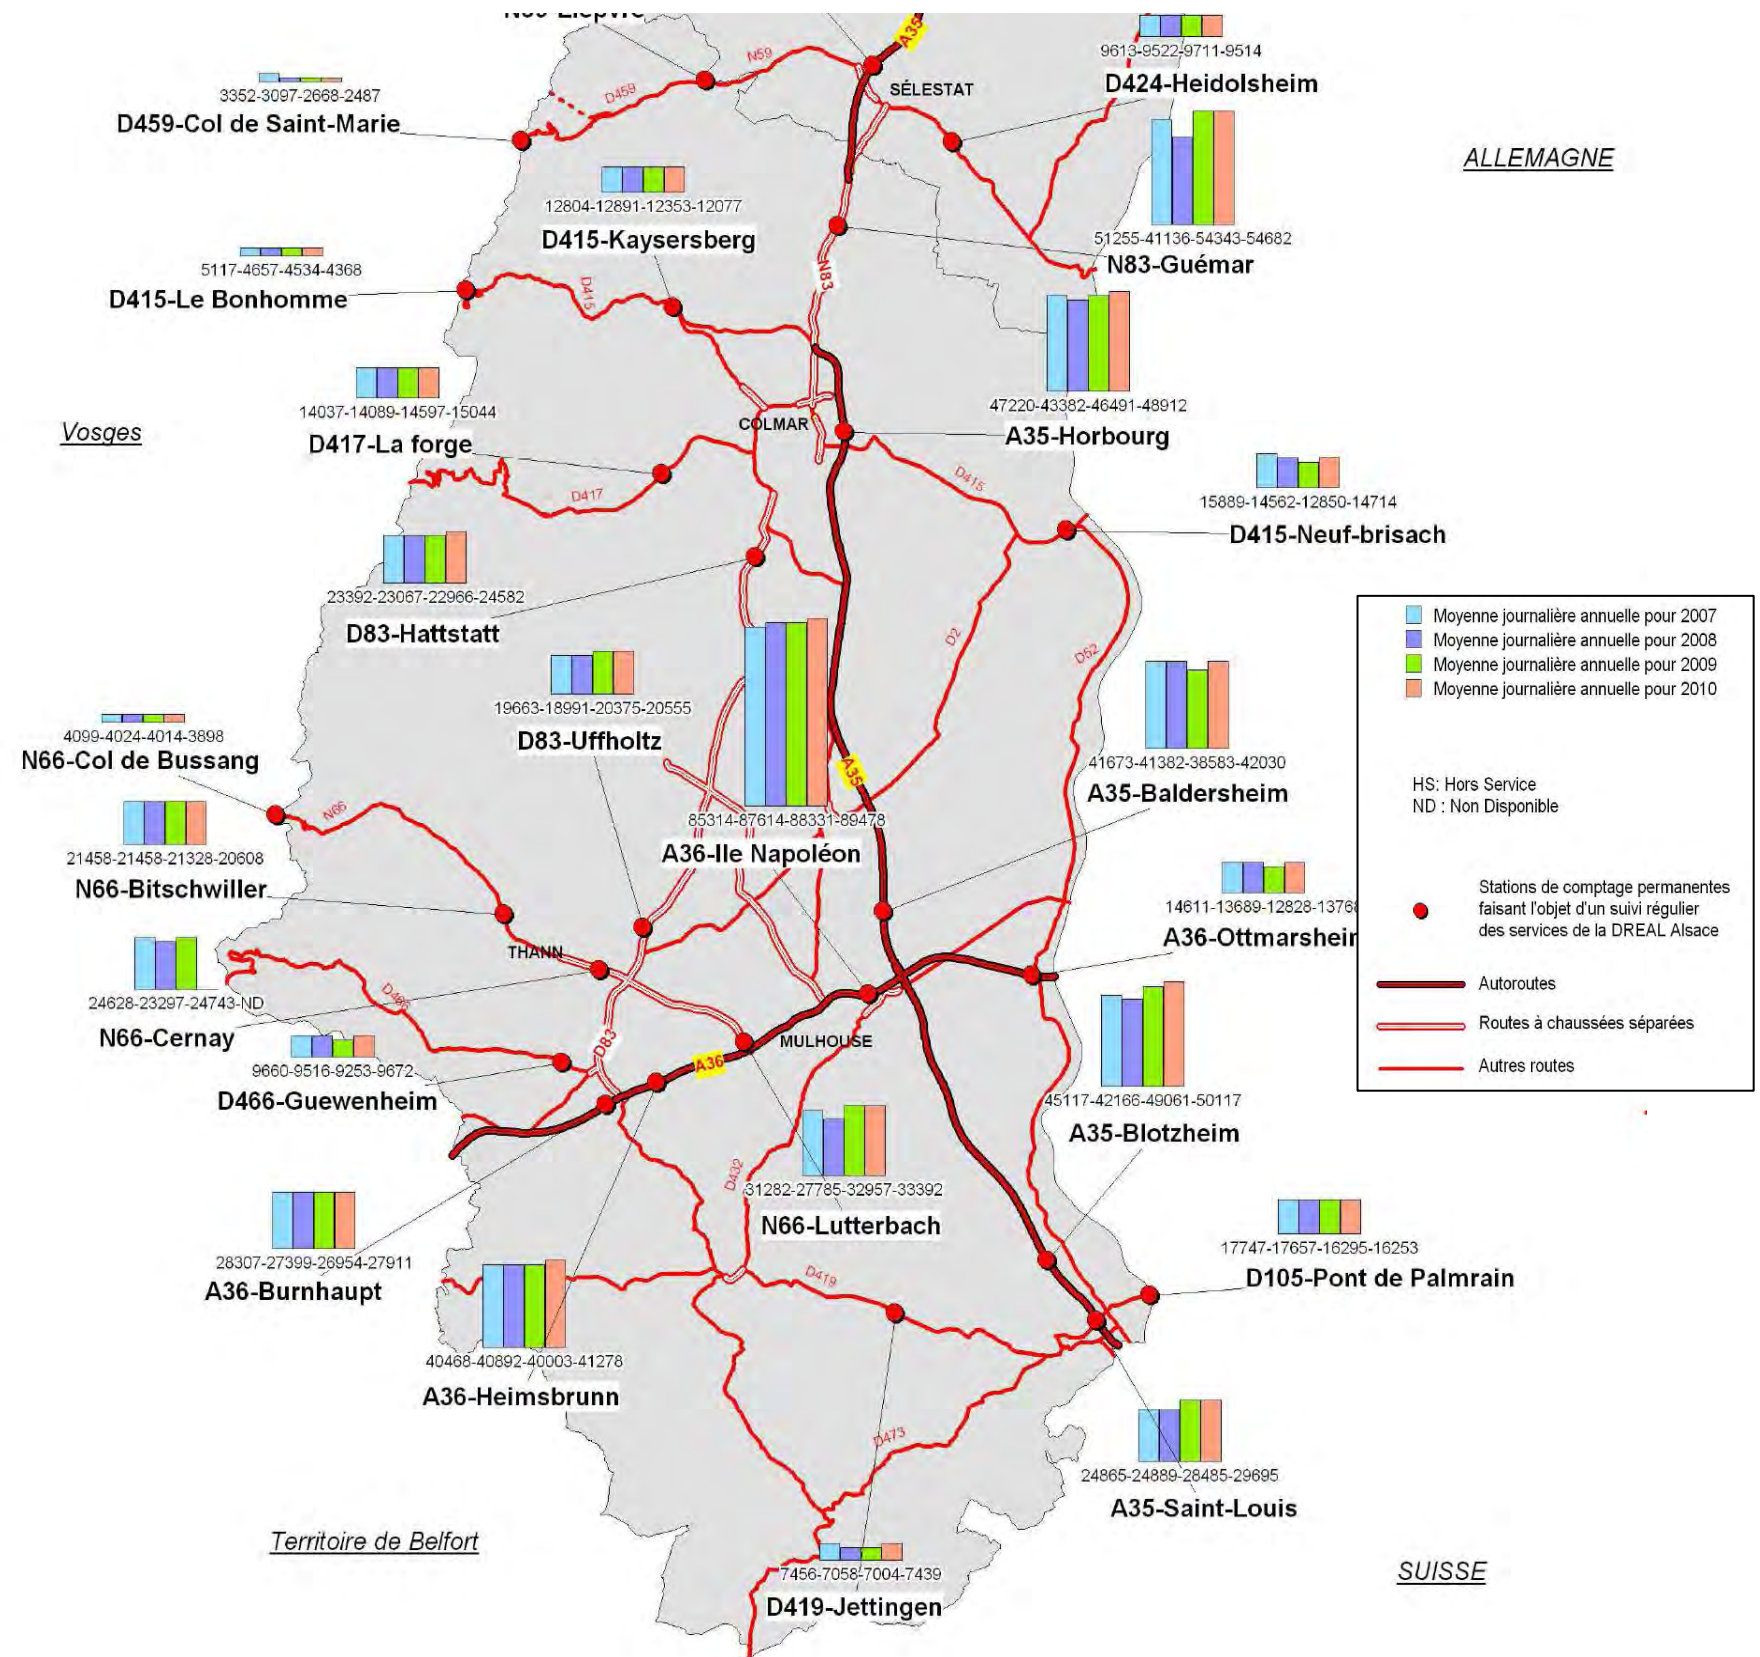 A35
9613-9522-9711-9514
D424-Heidolsheim
N59
D459
SÉLESTAT
3352-3097-2668-2487
D459-Col de Saint-Marie
ALLEMAGNE
12804-12891-12353-12077
D415-Kaysersberg
51255-41136-54343-54682
N83-Guémar
N83
5117-4657-4534-4368
D415-Le Bonhomme
D415
14037-14089-14597-15044
D417-La forge
47220-43382-46491-48912
A35-Horbourg
Vosges
COLMAR
D417
D415
15889-14562-12850-14714
D415-Neuf-brisach
23392-23067-22966-24582
D83-Hattstatt
D2
D52
Moyenne journalière annuelle pour 2007
Moyenne journalière annuelle pour 2008
Moyenne journalière annuelle pour 2009
Moyenne journalière annuelle pour 2010
HS: Hors Service
ND : Non Disponible
Stations de comptage permanentes
faisant l'objet d'un suivi régulier
des services de la DREAL Alsace
Autoroutes
Routes à chaussées séparées
Autres routes
19663-18991-20375-20555
D83-Uffholtz
4099-4024-4014-3898
N66-Col de Bussang
A35
41673-41382-38583-42030
A35-Baldersheim
N66
85314-87614-88331-89478
A36-Ile Napoléon
21458-21458-21328-20608
N66-Bitschwiller
14611-13689-12828-1376
A36-Ottmarshei
THANN
24628-23297-24743-ND
N66-Cernay
D466
D83
MULHOUSE
A36
9660-9516-9253-9672
D466-Guewenheim
45117-42166-49061-50117
A35-Blotzheim
D432
31282-27785-32957-33392
N66-Lutterbach
28307-27399-26954-27911
A36-Burnhaupt
17747-17657-16295-16253
D105-Pont de Palmrain
D419
40468-40892-40003-41278
A36-Heimsbrunn
D473
24865-24889-28485-29695
A35-Saint-Louis
Territoire de Belfort
7456-7058-7004-7439
D419-Jettingen
SUISSE